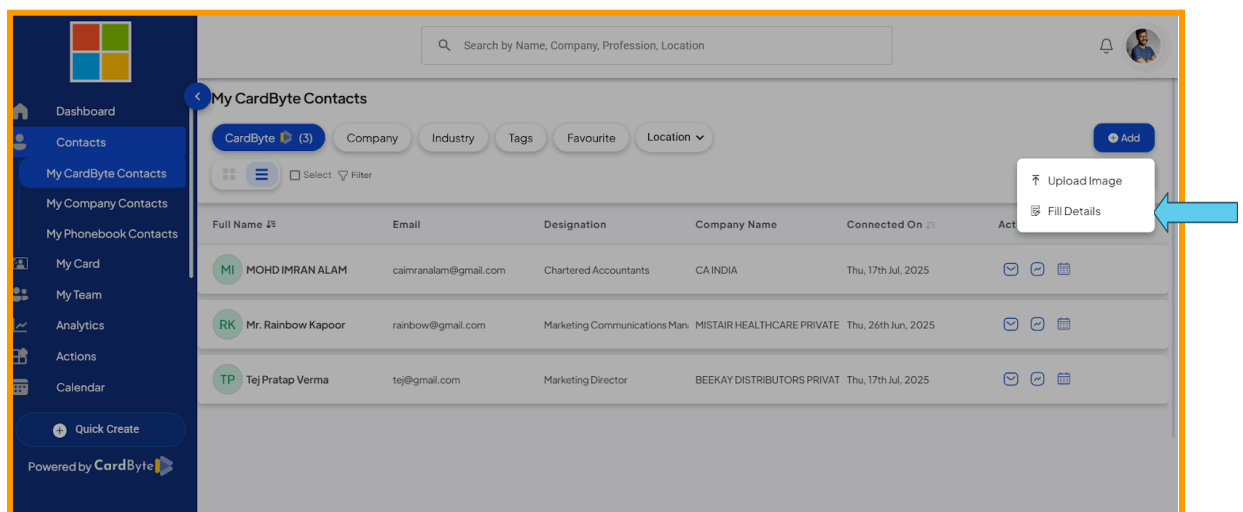 Search by Name, Company, Profession, Location
Dashboard
Contacts
My CardByte Contacts
My Company Contacts
My Phonebook Contacts
My Card
My Team
Analytics
Actions
Calendar
Quick Create
Powered by CardByte
My CardByte Contacts
CardByte (3) Company Industry Tags Favourite Location
Add
Select Filter
Upload Image
Fill Details
Full Name Email Designation Company Name Connected On
MI MOHD IMRAN ALAM caimranalam@gmail.com Chartered Accountants CA INDIA Thu, 17th Jul, 2025
RK Mr. Rainbow Kapoor rainbow@gmail.com Marketing Communications Man MISTAIR HEALTHCARE PRIVATE Thu, 26th Jun, 2025
TP Tej Pratap Verma tej@gmail.com Marketing Director BEEKAY DISTRIBUTORS PRIVAT Thu, 17th Jul, 2025